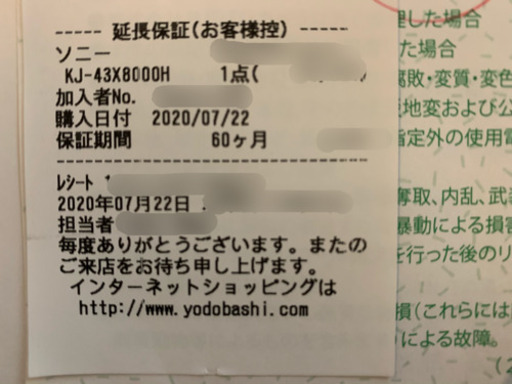 ----- 延長保証(お客様控) -----
ソニー
KJ-43X8000H 1点(
加入者No.
購入日付 2020/07/22
保証期間 60ヶ月
レシート
2020年07月22日
担当者
毎度ありがとうございます。またの
ご来店をお待ち申し上げます。
インターネットショッピングは
http://www.yodobashi.com
した場合
た場合
腐敗・変質・変色
地変および公
指定外の使用電
奪取、内乱、武
暴動による損害
を行った後のリ
損(これらには
による故障。